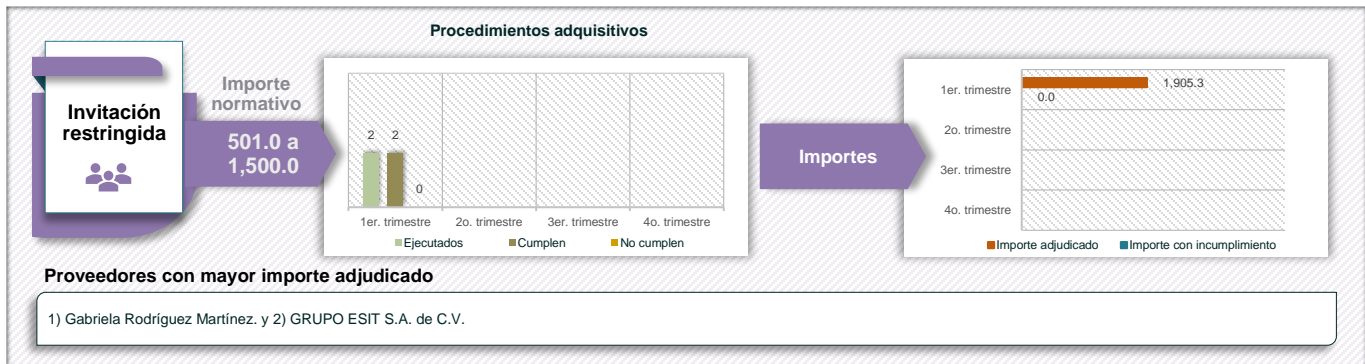 Procedimientos adquisitivos
Invitación
restringida
Importe
normativo
501.0 a
1,500.0
2
2
0
1er. trimestre
2o. trimestre
3er. trimestre
4o. trimestre
Ejecutados
Cumplen
No cumplen
Importes
1er. trimestre
1,905.3
0.0
2o. trimestre
3er. trimestre
4o. trimestre
Importe adjudicado
Importe con incumplimiento
Proveedores con mayor importe adjudicado
1) Gabriela Rodríguez Martínez. y 2) GRUPO ESIT S.A. de C.V.